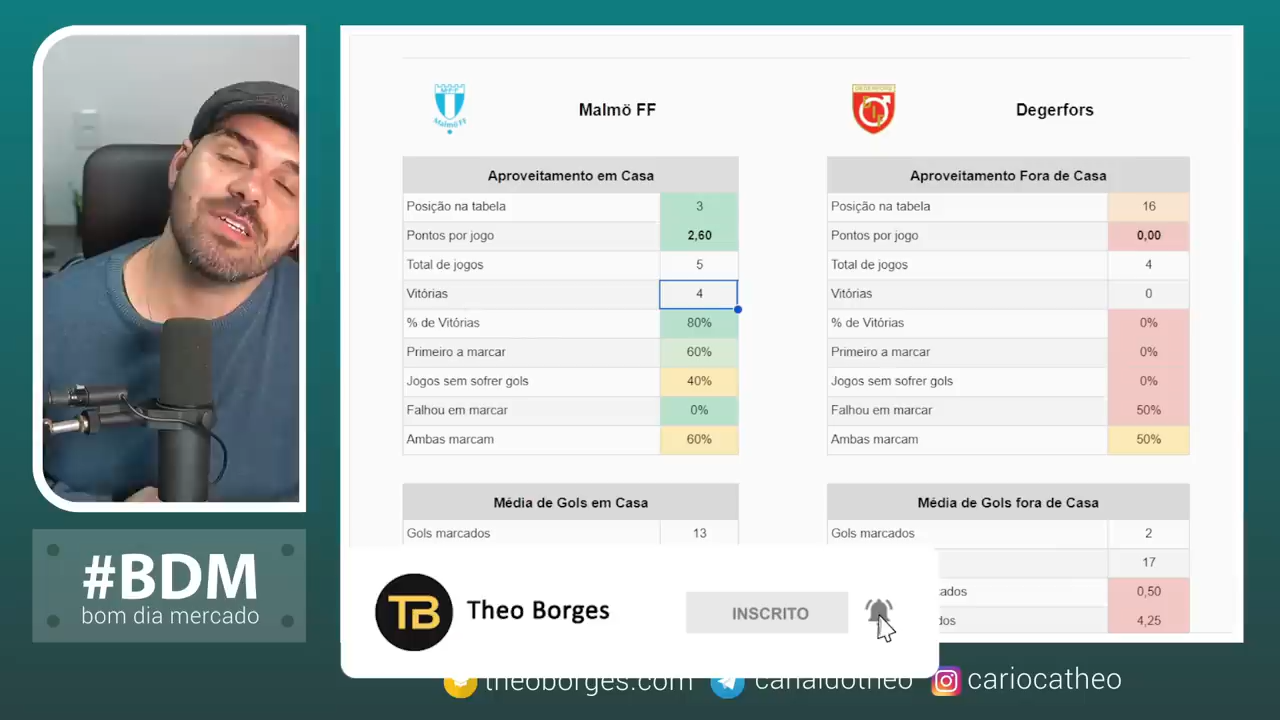 Malmö FF
Degerfors
Aproveitamento em Casa
Posição na tabela 3
Pontos por jogo 2,60
Total de jogos 5
Vitórias 4
% de Vitórias 80%
Primeiro a marcar 60%
Jogos sem sofrer gols 40%
Falhou em marcar 0%
Ambas marcam 60%
Aproveitamento Fora de Casa
Posição na tabela 16
Pontos por jogo 0,00
Total de jogos 4
Vitórias 0
% de Vitórias 0%
Primeiro a marcar 0%
Jogos sem sofrer gols 0%
Falhou em marcar 50%
Ambas marcam 50%
Média de Gols em Casa
Gols marcados 13
Média de Gols fora de Casa
Gols marcados 2
17
0,50
4,25
#BDM
bom dia mercado
TB
Theo Borges
INSCRITO
theoborges.com
canaldotheo
cariocatheo